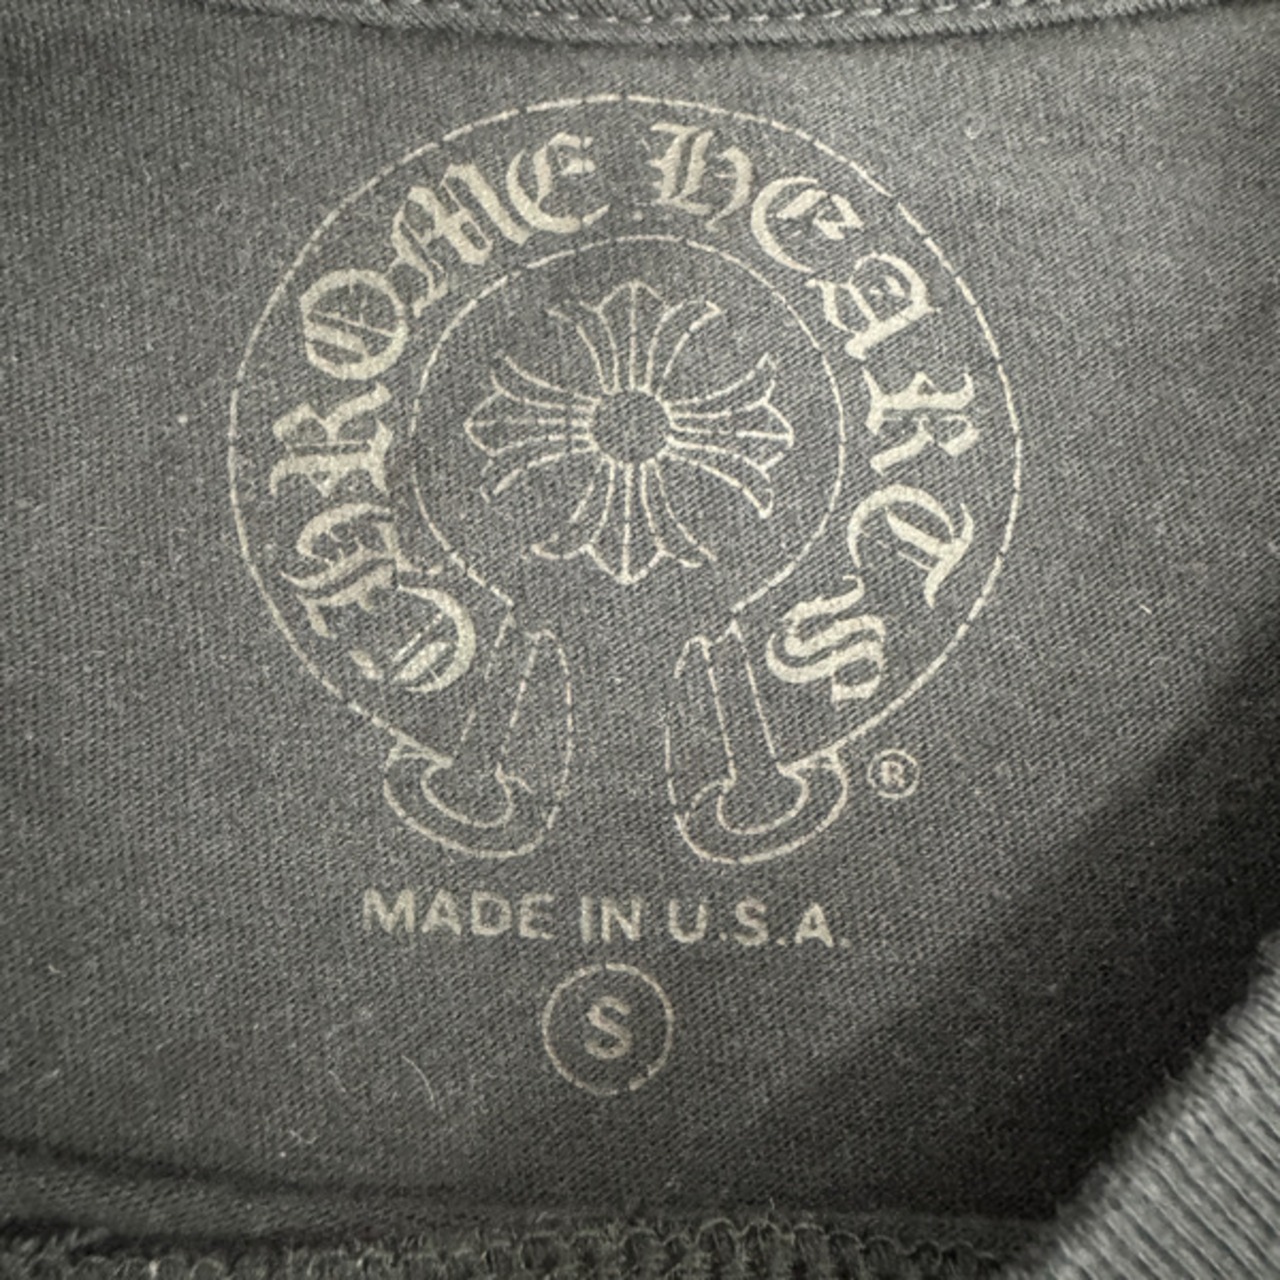 CHROME HEARTS
®
MADE IN U.S.A.
S